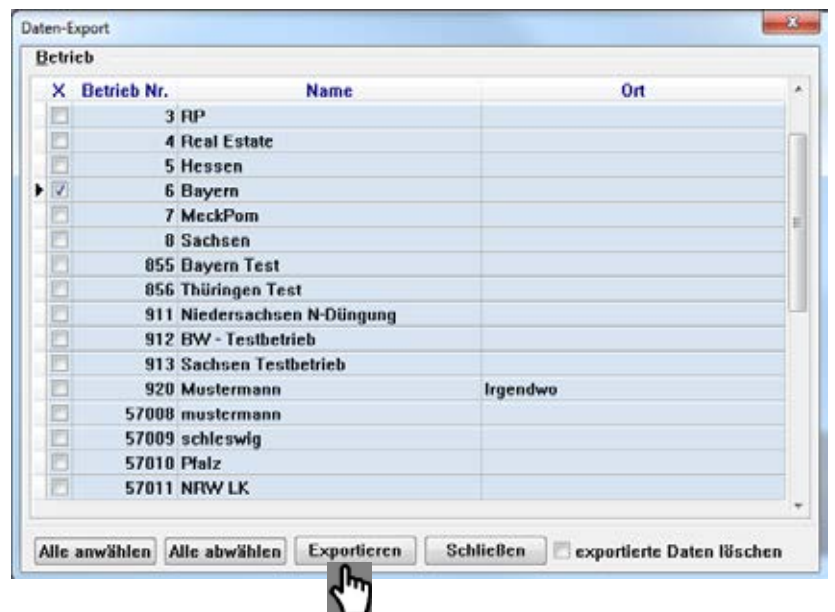 Daten-Export
Betrieb
X Betrieb Nr. Name Ort
3 RP
4 Real Estate
5 Hessen
6 Bayern
7 MeckPom
8 Sachsen
855 Bayern Test
856 Thüringen Test
911 Niedersachsen N-Düngung
912 BW - Testbetrieb
913 Sachsen Testbetrieb
920 Mustermann Irgendwo
57008 mustermann
57009 schleswig
57010 Pfalz
57011 NRW LK
Alle anwählen Alle abwählen Exportieren Schließen exportierte Daten löschen